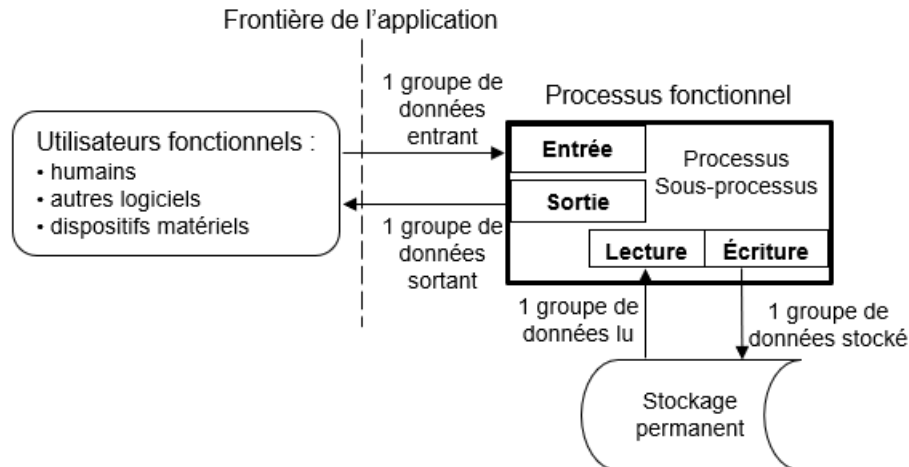 Frontière de l’application
1 groupe de
données
entrant
Processus fonctionnel
Utilisateurs fonctionnels :
• humains
• autres logiciels
• dispositifs matériels
Entrée
Processus
Sous-processus
Sortie
1 groupe de
données
sortant
Lecture
Écriture
1 groupe de
données lu
1 groupe de
données stocké
Stockage
permanent